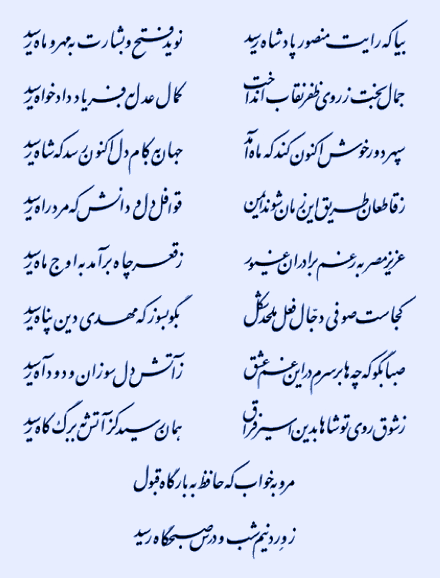 بیا که رایت منصور پادشاه رسید نوید فتح و بشارت به مهر و ماه رسید
جمال بخت ز روی ظفر نقاب انداخت کمال عدل به فریاد دادخواه رسید
سپهر دور خوش اکنون کند که ماه آمد جهان به کام دل اکنون رسد که شاه رسید
ز قاطعان طریق این زمان شوند ایمن قوافل دل و دانش که مرد راه رسید
عزیز مصر به رغم برادران غیور ز قعر چاه برآمد به اوج ماه رسید
کجاست صوفی دجال فعل ملحدشکل بگو بسوز که مهدی دین پناه رسید
صبا بگو که چه‌ها بر سرم در این غم عشق ز آتش دل سوزان و دود آه رسید
ز شوق روی تو شاها بدین اسیر فراق همان رسید کز آتش به برگ کاه رسید
مرو به خواب که حافظ به بارگاه قبول
ز ورد نیم شب و درس صبحگاه رسید